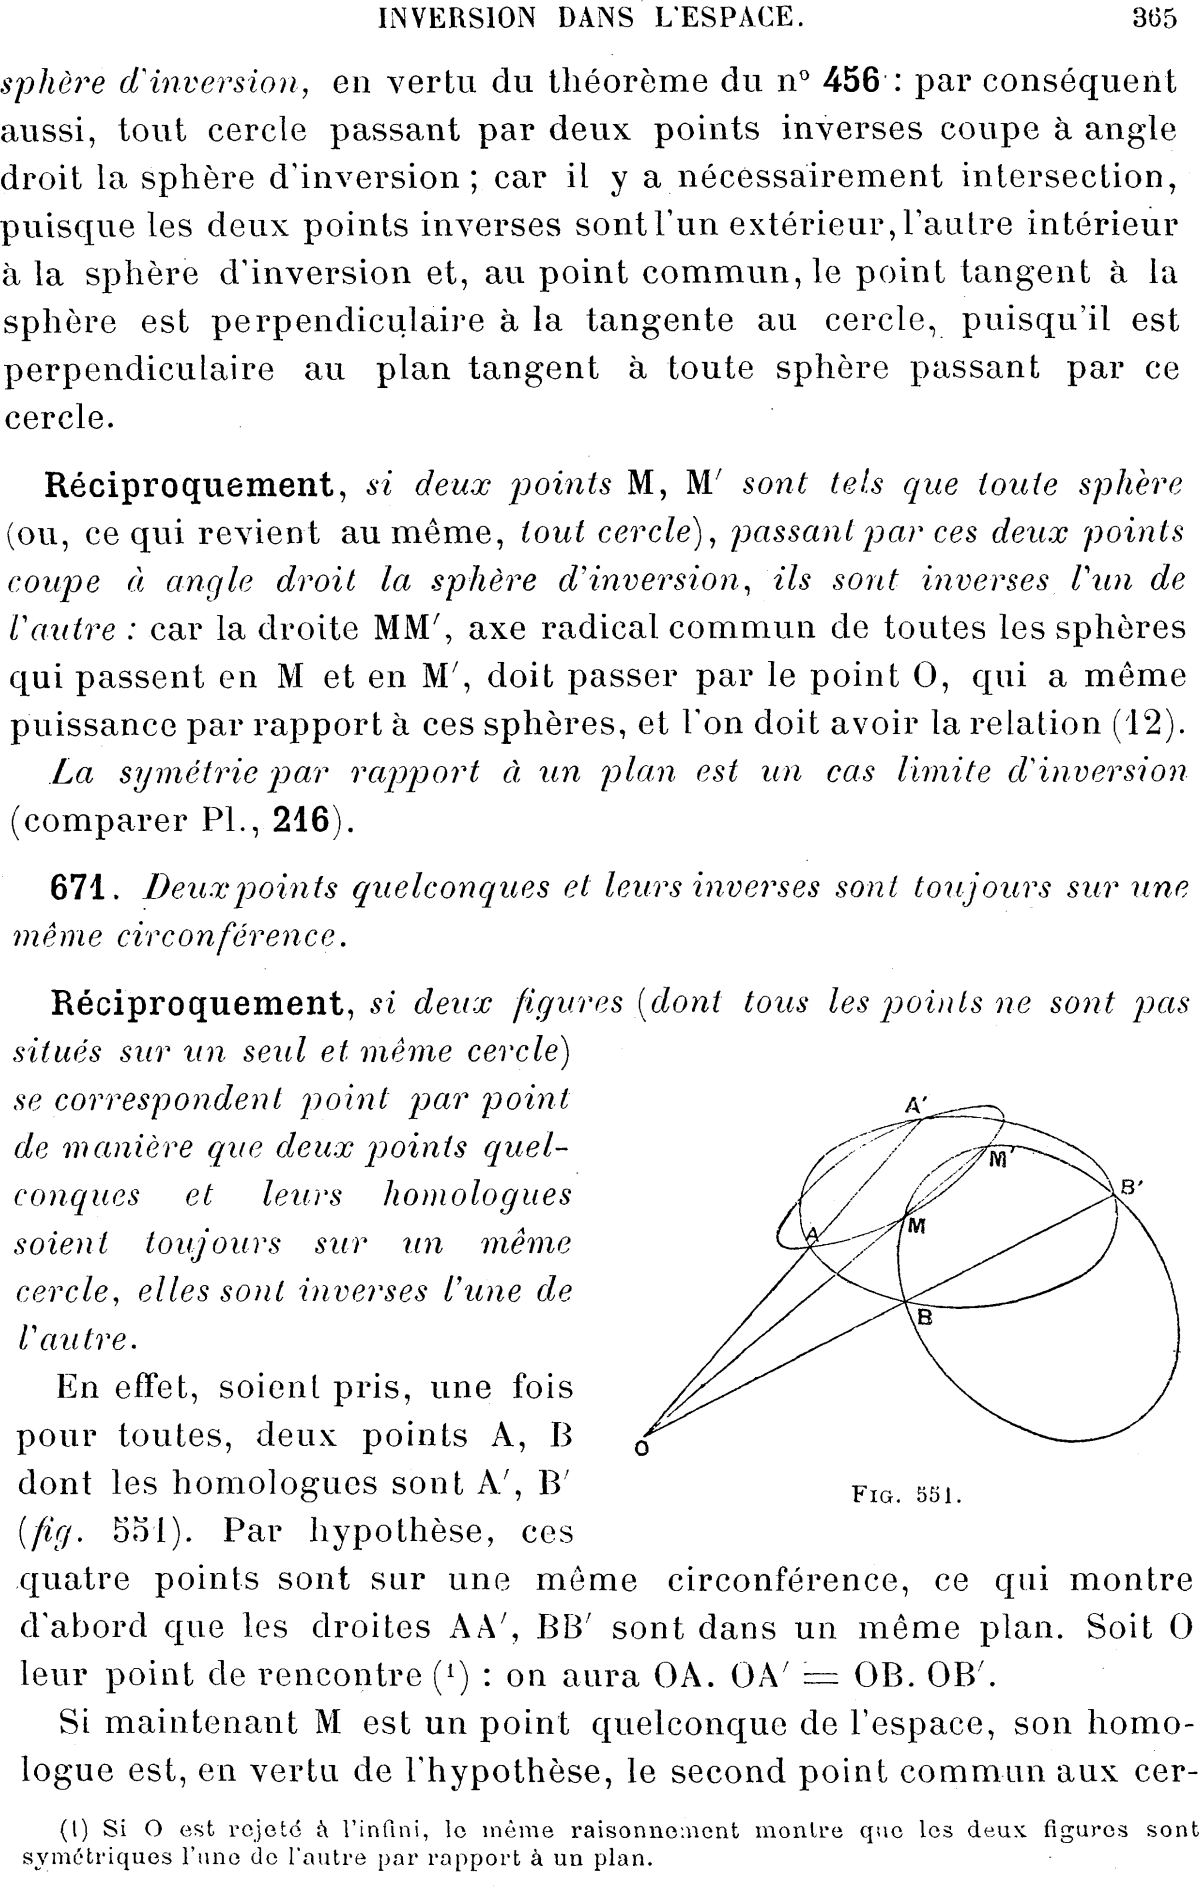 INVERSION DANS L'ESPACE. 365
sphère d'inversion, en vertu du théorème du n° 456 : par conséquent
aussi, tout cercle passant par deux points inverses coupe à angle
droit la sphère d'inversion ; car il y a nécessairement intersection,
puisque les deux points inverses sont l'un extérieur, l'autre intérieur
à la sphère d'inversion et, au point commun, le point tangent à la
sphère est perpendiculaire à la tangente au cercle, puisqu'il est
perpendiculaire au plan tangent à toute sphère passant par ce
cercle.
Réciproquement, si deux points M, M′ sont tels que toute sphère
(ou, ce qui revient au même, tout cercle), passant par ces deux points
coupe à angle droit la sphère d'inversion, ils sont inverses l'un de
l'autre : car la droite MM′, axe radical commun de toutes les sphères
qui passent en M et en M′, doit passer par le point O, qui a même
puissance par rapport à ces sphères, et l'on doit avoir la relation (12).
La symétrie par rapport à un plan est un cas limite d'inversion
(comparer Pl., 216).
671. Deux points quelconques et leurs inverses sont toujours sur une
même circonférence.
Réciproquement, si deux figures (dont tous les points ne sont pas
situés sur un seul et même cercle)
se correspondent point par point
de manière que deux points quel-
conques et leurs homologues
soient toujours sur un même
cercle, elles sont inverses l'une de
l'autre.
En effet, soient pris, une fois
pour toutes, deux points A, B
dont les homologues sont A′, B′
(fig. 551). Par hypothèse, ces
A′
M′
B′
A
M
B
O
FIG. 551.
quatre points sont sur une même circonférence, ce qui montre
d'abord que les droites AA′, BB′ sont dans un même plan. Soit O
leur point de rencontre (¹) : on aura OA. OA′ = OB. OB′.
Si maintenant M est un point quelconque de l'espace, son homo-
logue est, en vertu de l'hypothèse, le second point commun aux cer-
(1) Si O est rejeté à l'infini, le même raisonnement montre que les deux figures sont
symétriques l'une de l'autre par rapport à un plan.